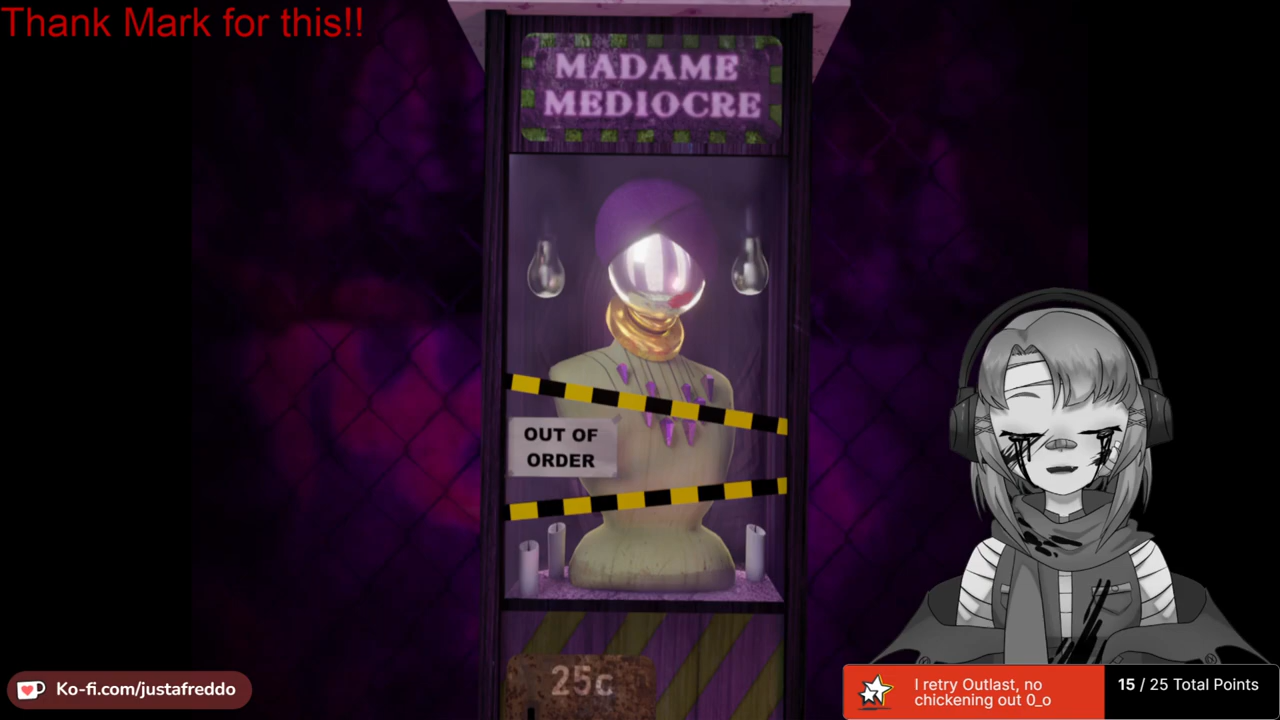 Thank Mark for this!!
MADAME
MEDIOCRE
OUT OF
ORDER
25c
Ko-fi.com/justafreddo
I retry Outlast, no
chickening out 0_o
15 / 25 Total Points